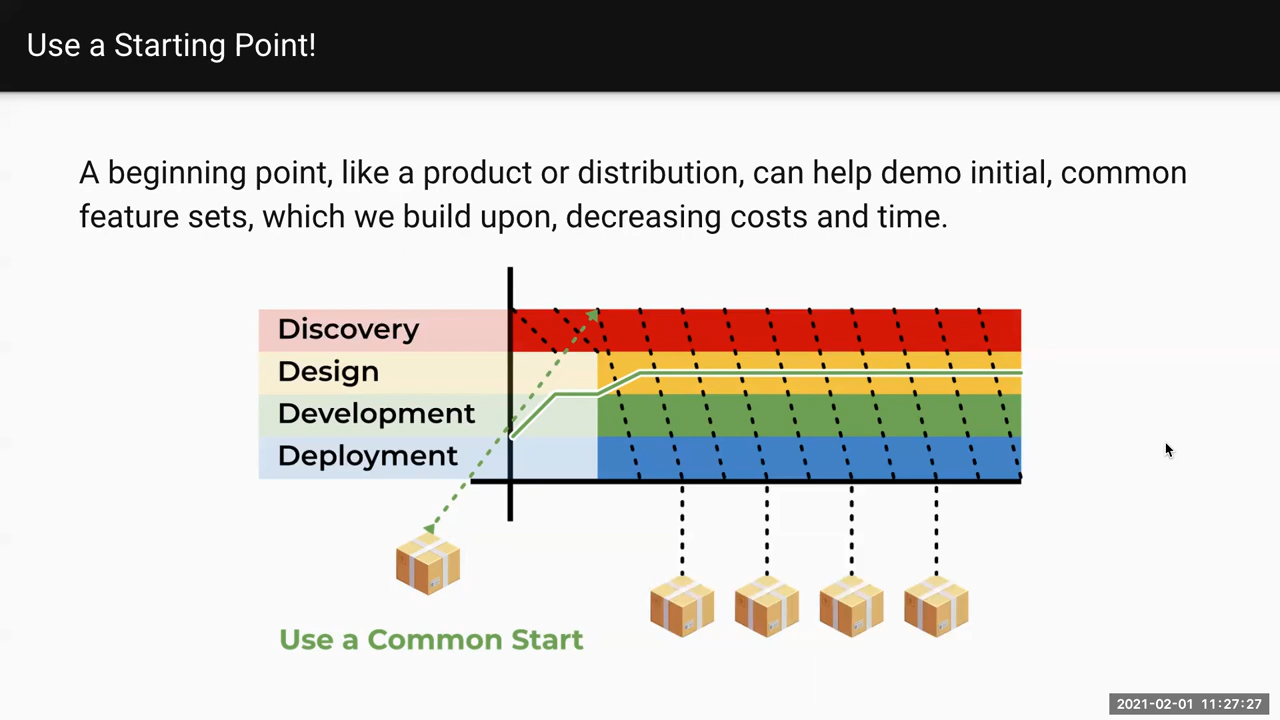 Use a Starting Point!
A beginning point, like a product or distribution, can help demo initial, common
feature sets, which we build upon, decreasing costs and time.
Discovery
Design
Development
Deployment
Use a Common Start
2021-02-01 11:27:27